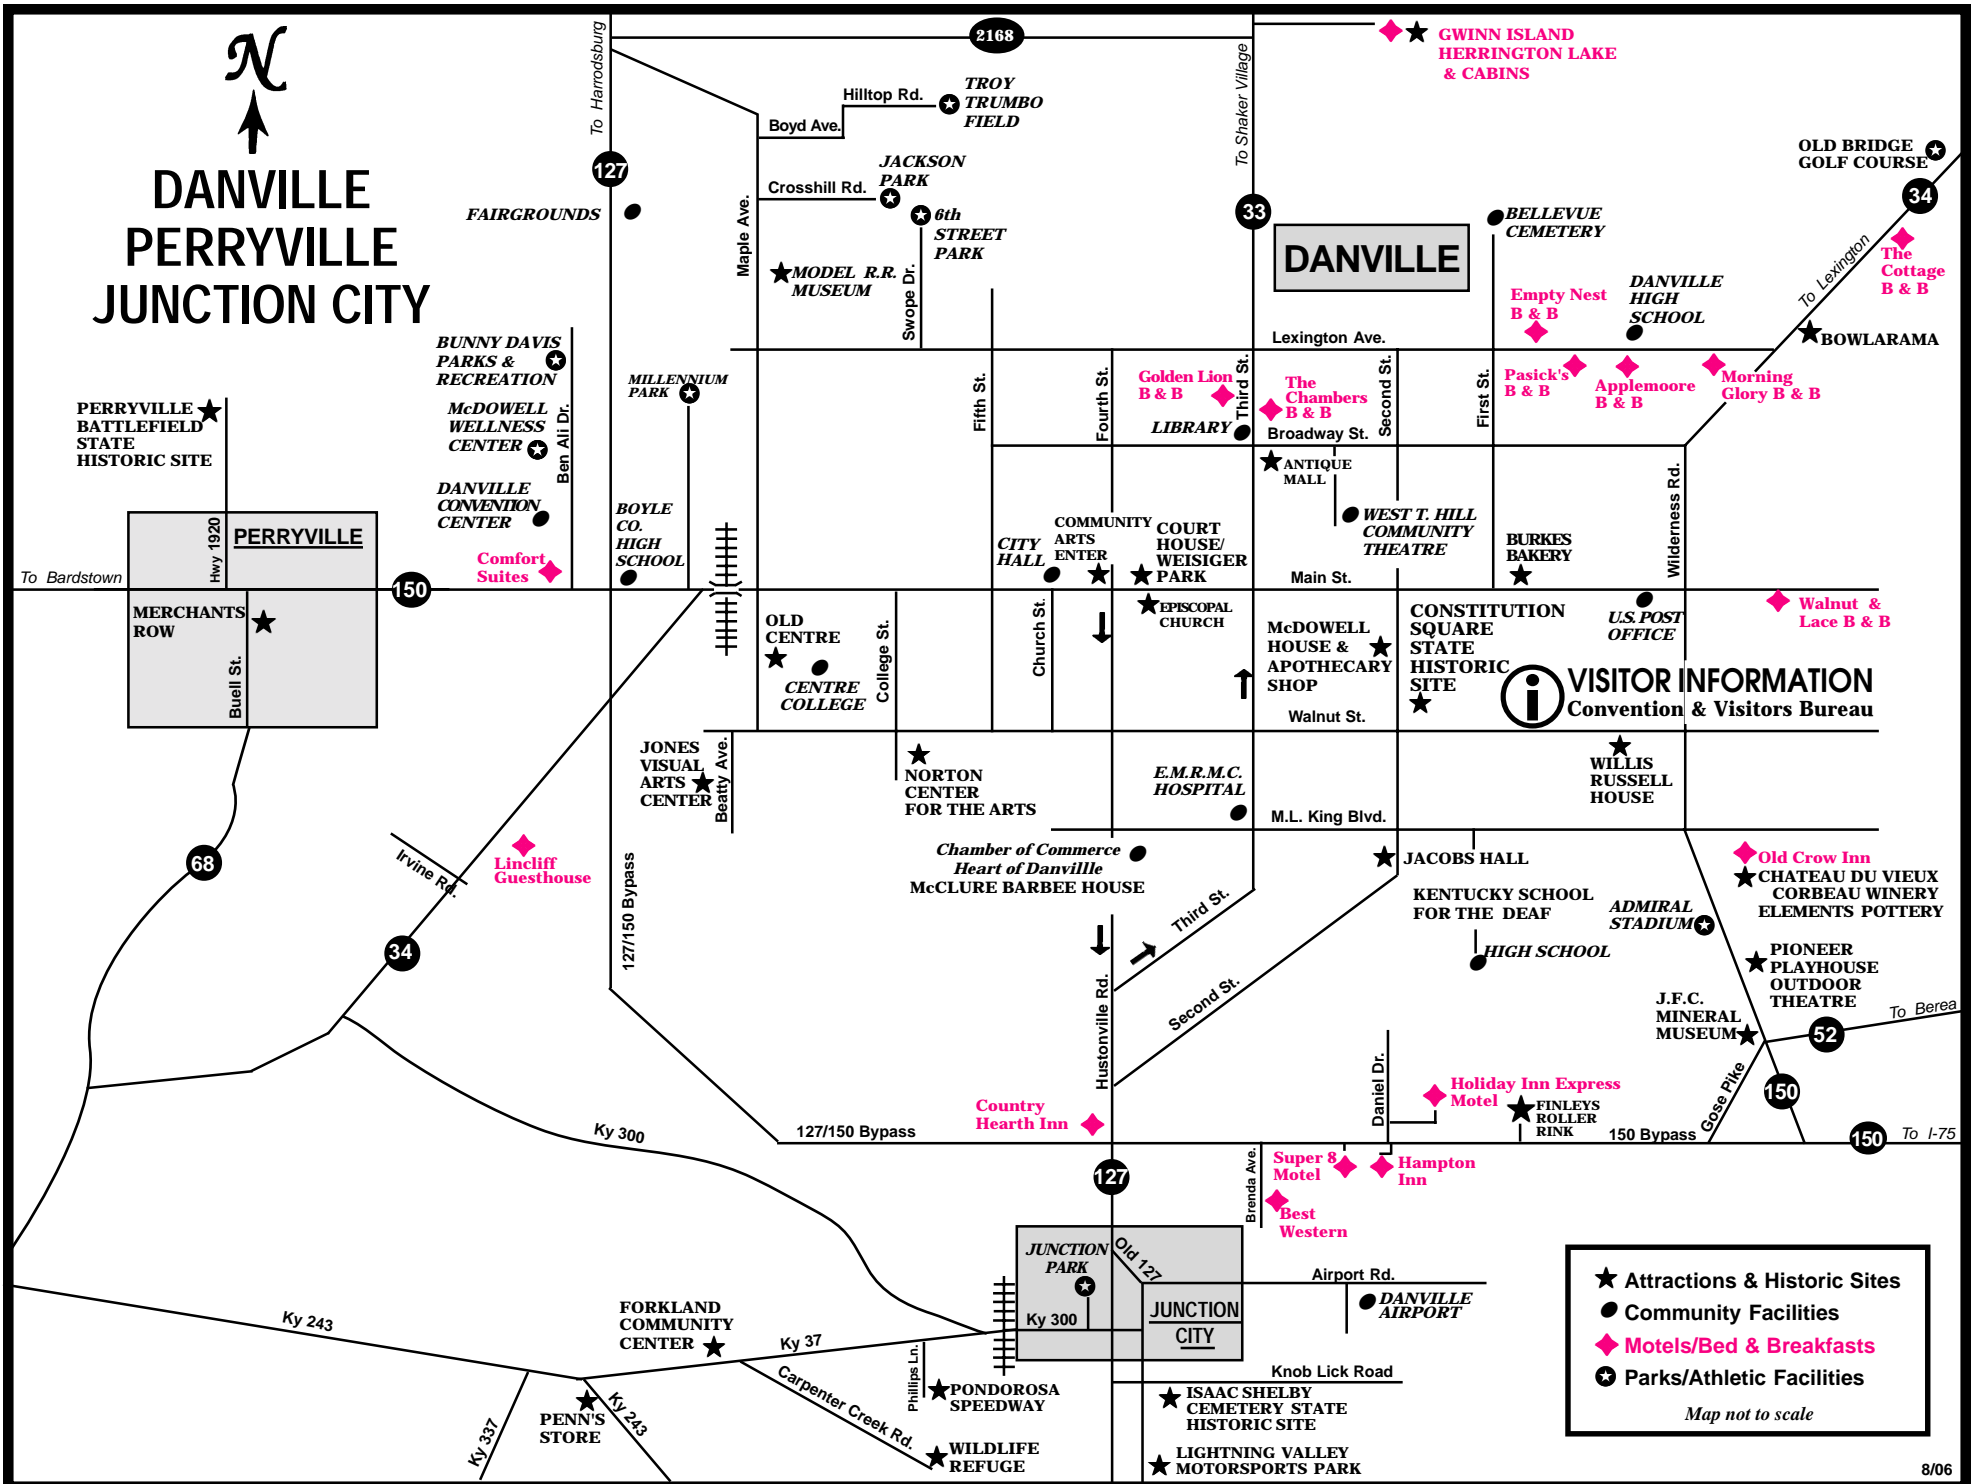 N
DANVILLE
PERRYVILLE
JUNCTION CITY
To Harrodsburg
2168
To Shaker Village
GWINN ISLAND
HERRINGTON LAKE
& CABINS
Hilltop Rd.
TROY
TRUMBO
FIELD
Boyd Ave.
127
JACKSON
PARK
Crosshill Rd.
FAIRGROUNDS
6th
STREET
PARK
Maple Ave.
MODEL R.R.
MUSEUM
Swope Dr.
33
DANVILLE
BELLEVUE
CEMETERY
OLD BRIDGE
GOLF COURSE
34
To Lexington
The
Cottage
B & B
Empty Nest
B & B
DANVILLE
HIGH
SCHOOL
BOWLARAMA
Lexington Ave.
BUNNY DAVIS
PARKS &
RECREATION
MILLENNIUM
PARK
McDOWELL
WELLNESS
CENTER
Ben Ali Dr.
DANVILLE
CONVENTION
CENTER
Comfort
Suites
BOYLE
CO.
HIGH
SCHOOL
PERRYVILLE
BATTLEFIELD
STATE
HISTORIC SITE
Hwy 1920
PERRYVILLE
To Bardstown
150
MERCHANTS
ROW
Buell St.
Fifth St.
Fourth St.
Golden Lion
B & B
Third St.
The
Chambers
B & B
Second St.
First St.
Pasick's
B & B
Applemoore
B & B
Morning
Glory B & B
LIBRARY
Broadway St.
ANTIQUE
MALL
WEST T. HILL
COMMUNITY
THEATRE
Wilderness Rd.
CITY
HALL
COMMUNITY
ARTS
ENTER
COURT
HOUSE/
WEISIGER
PARK
BURKES
BAKERY
Main St.
OLD
CENTRE
CENTRE
COLLEGE
College St.
Church St.
EPISCOPAL
CHURCH
McDOWELL
HOUSE &
APOTHECARY
SHOP
CONSTITUTION
SQUARE
STATE
HISTORIC
SITE
U.S. POST
OFFICE
Walnut &
Lace B & B
VISITOR INFORMATION
Convention & Visitors Bureau
Walnut St.
JONES
VISUAL
ARTS
CENTER
Beatty Ave.
NORTON
CENTER
FOR THE ARTS
E.M.R.M.C.
HOSPITAL
WILLIS
RUSSELL
HOUSE
M.L. King Blvd.
68
Irvine Rd.
Lincliff
Guesthouse
34
127/150 Bypass
Chamber of Commerce
Heart of Danvillle
McCLURE BARBEE HOUSE
JACOBS HALL
Old Crow Inn
CHATEAU DU VIEUX
CORBEAU WINERY
ELEMENTS POTTERY
KENTUCKY SCHOOL
FOR THE DEAF
HIGH SCHOOL
ADMIRAL
STADIUM
PIONEER
PLAYHOUSE
OUTDOOR
THEATRE
Third St.
Second St.
Hustonville Rd.
J.F.C.
MINERAL
MUSEUM
To Berea
52
150
Gose Pike
Daniel Dr.
Country
Hearth Inn
Holiday Inn Express
Motel
FINLEYS
ROLLER
RINK
127/150 Bypass
150 Bypass
150
To I-75
Ky 300
127
Brenda Ave.
Super 8
Motel
Hampton
Inn
Best
Western
JUNCTION
PARK
Old 127
Ky 300
JUNCTION
CITY
Airport Rd.
DANVILLE
AIRPORT
Ky 243
FORKLAND
COMMUNITY
CENTER
Ky 37
Phillips Ln.
PONDOROSA
SPEEDWAY
Knob Lick Road
ISAAC SHELBY
CEMETERY STATE
HISTORIC SITE
Carpenter Creek Rd.
PENN'S
STORE
Ky 243
Ky 337
WILDLIFE
REFUGE
LIGHTNING VALLEY
MOTORSPORTS PARK
Attractions & Historic Sites
Community Facilities
Motels/Bed & Breakfasts
Parks/Athletic Facilities
Map not to scale
8/06